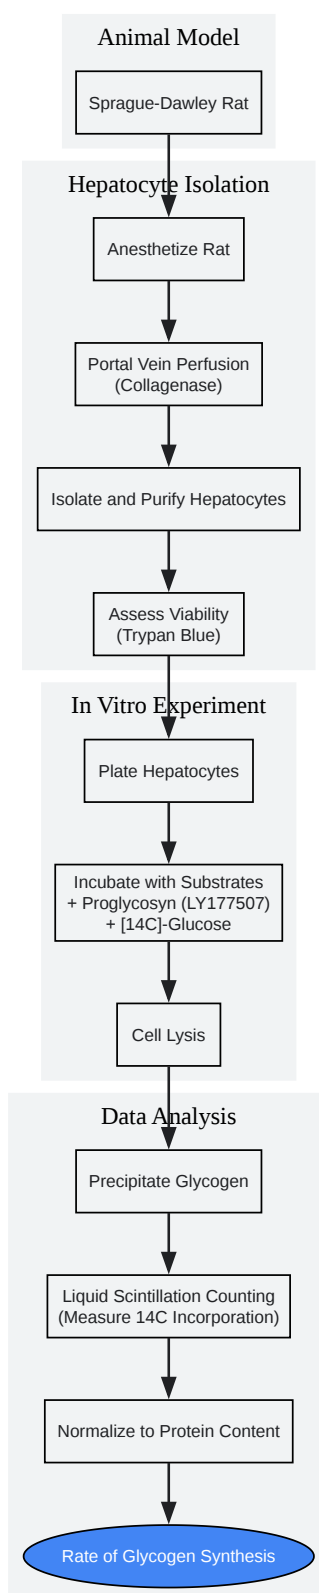 Animal Model
Sprague-Dawley Rat
Hepatocyte Isolation
Anesthetize Rat
Portal Vein Perfusion
(Collagenase)
Isolate and Purify Hepatocytes
Assess Viability
(Trypan Blue)
In Vitro Experiment
Plate Hepatocytes
Incubate with Substrates
+ Proglycosyn (LY177507)
+ [14C]-Glucose
Cell Lysis
Data Analysis
Precipitate Glycogen
Liquid Scintillation Counting
(Measure 14C Incorporation)
Normalize to Protein Content
Rate of Glycogen Synthesis